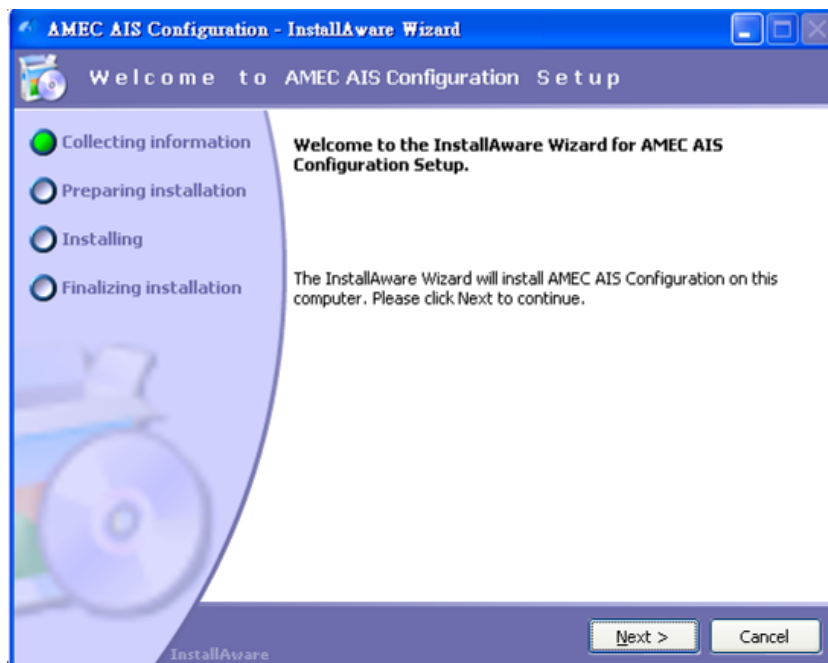 AMEC AIS Configuration - InstallAware Wizard
Welcome to AMEC AIS Configuration Setup
Collecting information
Preparing installation
Installing
Finalizing installation
Welcome to the InstallAware Wizard for AMEC AIS
Configuration Setup.
The InstallAware Wizard will install AMEC AIS Configuration on this
computer. Please click Next to continue.
InstallAware
Next >
Cancel